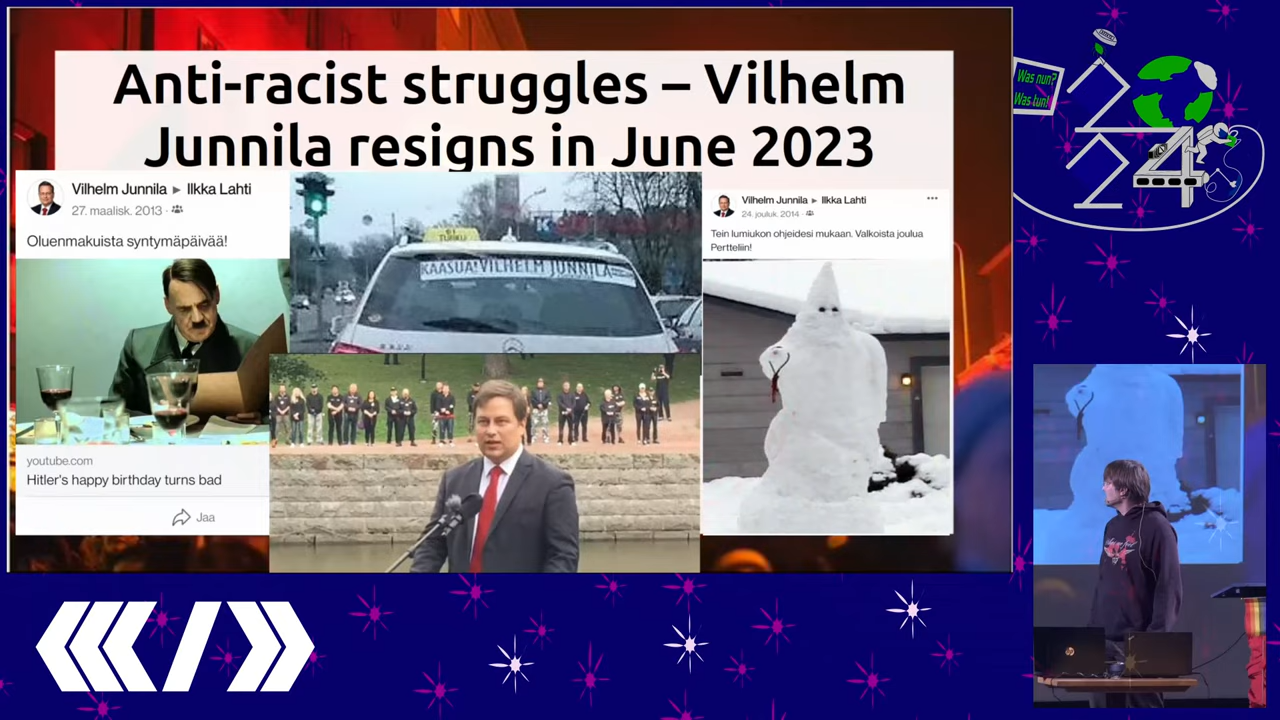 Anti-racist struggles – Vilhelm
Junnila resigns in June 2023
Vilhelm Junnila ▸ Ilkka Lahti
27. maalisk. 2013 ·
Oluenmakuista syntymäpäivää!
youtube.com
Hitler's happy birthday turns bad
Jaa
TURKU
KAASUA! VILHELM JUNNILA
Vilhelm Junnila ▸ Ilkka Lahti
24. jouluk. 2014 ·
Tein lumiukon ohjeidesi mukaan. Valkoista joulua
Pertteliin!
Was nun?
Was tun!